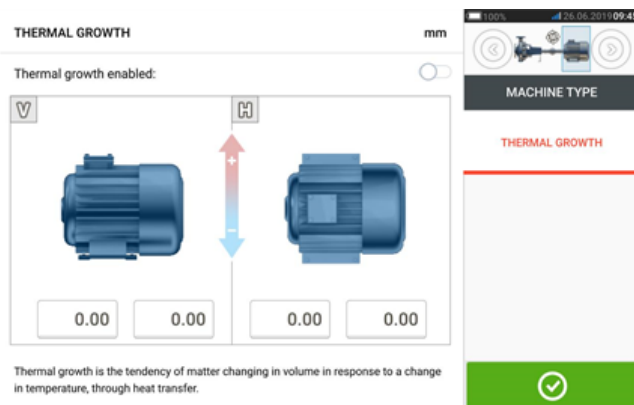 THERMAL GROWTH
mm
Thermal growth enabled:
V
H
+
−
0.00
0.00
0.00
0.00
Thermal growth is the tendency of matter changing in volume in response to a change
in temperature, through heat transfer.
100%
26.06.2019 09:45
MACHINE TYPE
THERMAL GROWTH